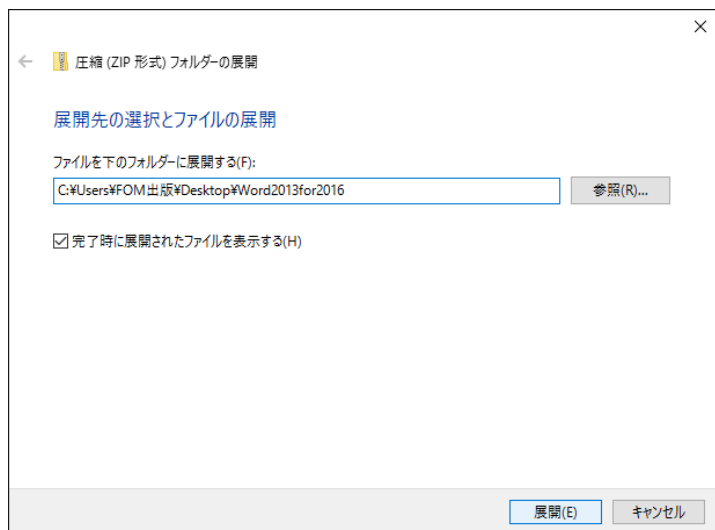 圧縮 (ZIP 形式) フォルダーの展開
展開先の選択とファイルの展開
ファイルを下のフォルダーに展開する(F):
C:¥Users¥FOM出版¥Desktop¥Word2013for2016
参照(R)...
完了時に展開されたファイルを表示する(H)
展開(E)
キャンセル